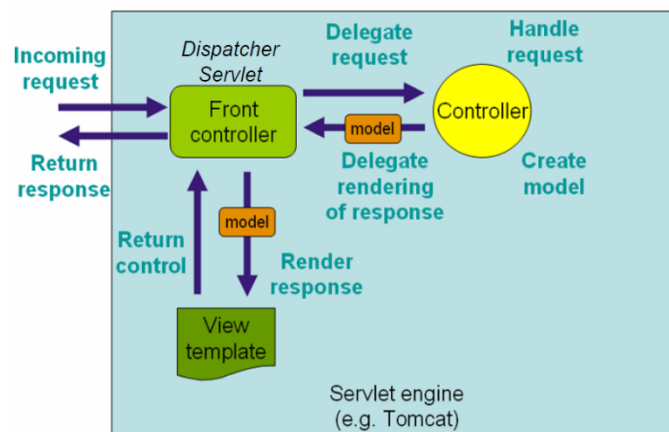 Incoming
request
Dispatcher
Servlet
Delegate
request
Handle
request
Front
controller
Controller
model
Return
response
Delegate
rendering
of response
Create
model
model
Return
control
Render
response
View
template
Servlet engine
(e.g. Tomcat)